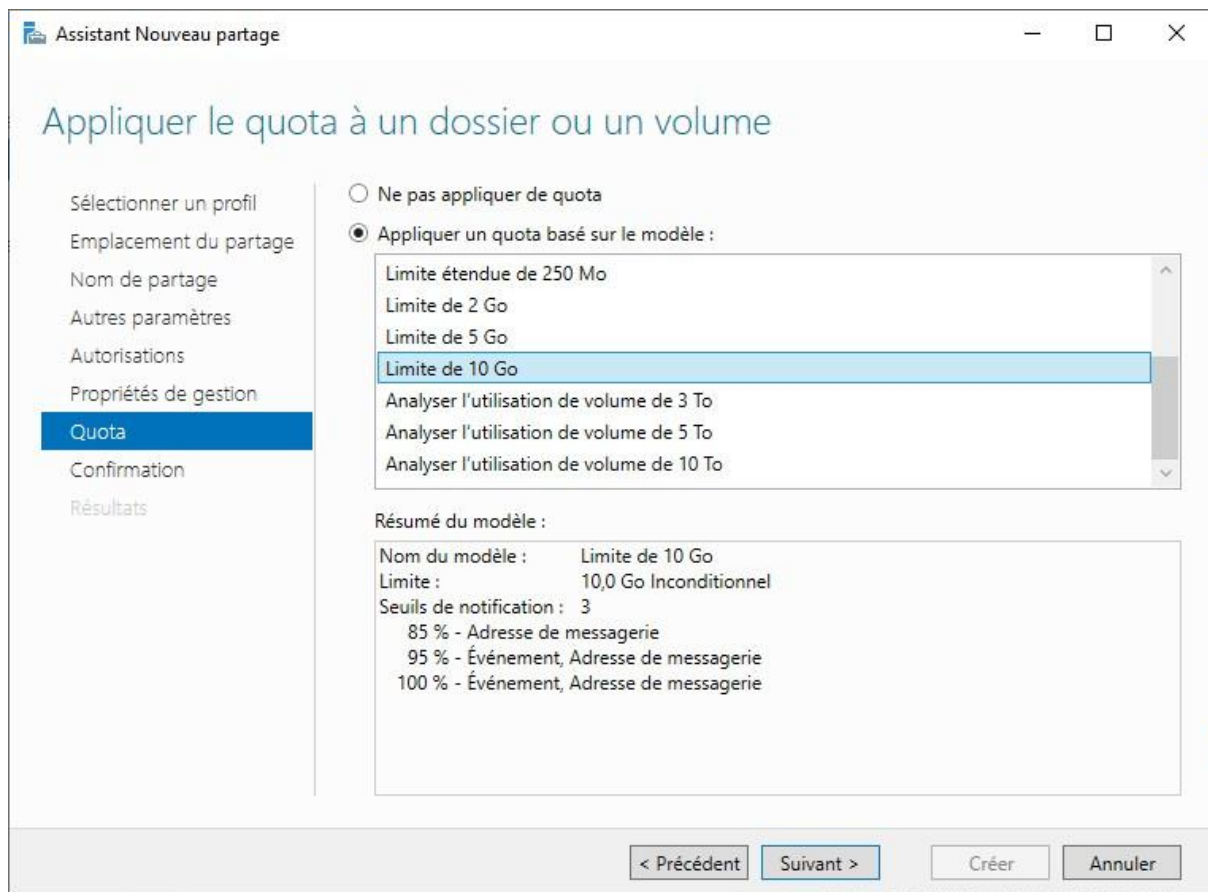 Assistant Nouveau partage
Appliquer le quota à un dossier ou un volume
Sélectionner un profil
Emplacement du partage
Nom de partage
Autres paramètres
Autorisations
Propriétés de gestion
Quota
Confirmation
Résultats
Ne pas appliquer de quota
Appliquer un quota basé sur le modèle :
Limite étendue de 250 Mo
Limite de 2 Go
Limite de 5 Go
Limite de 10 Go
Analyser l'utilisation de volume de 3 To
Analyser l'utilisation de volume de 5 To
Analyser l'utilisation de volume de 10 To
Résumé du modèle :
Nom du modèle : Limite de 10 Go
Limite : 10,0 Go Inconditionnel
Seuils de notification : 3
85 % - Adresse de messagerie
95 % - Événement, Adresse de messagerie
100 % - Événement, Adresse de messagerie
< Précédent Suivant > Créer Annuler